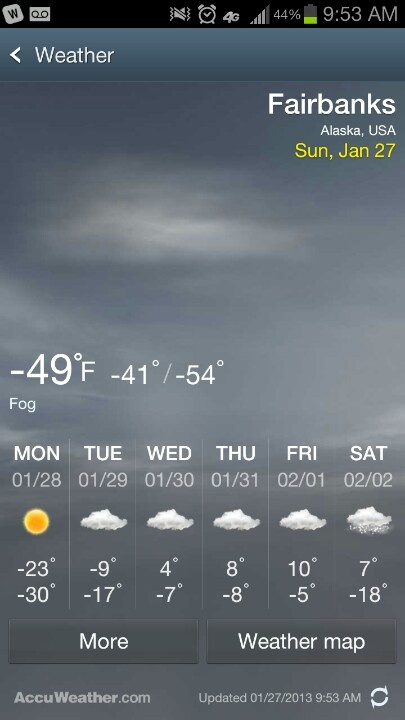 W 4G 44% 9:53 AM
< Weather
Fairbanks
Alaska, USA
Sun, Jan 27
-49°F -41°/-54°
Fog
MON TUE WED THU FRI SAT
01/28 01/29 01/30 01/31 02/01 02/02
-23° -9° 4° 8° 10° 7°
-30° -17° -7° -8° -5° -18°
More Weather map
AccuWeather.com Updated 01/27/2013 9:53 AM